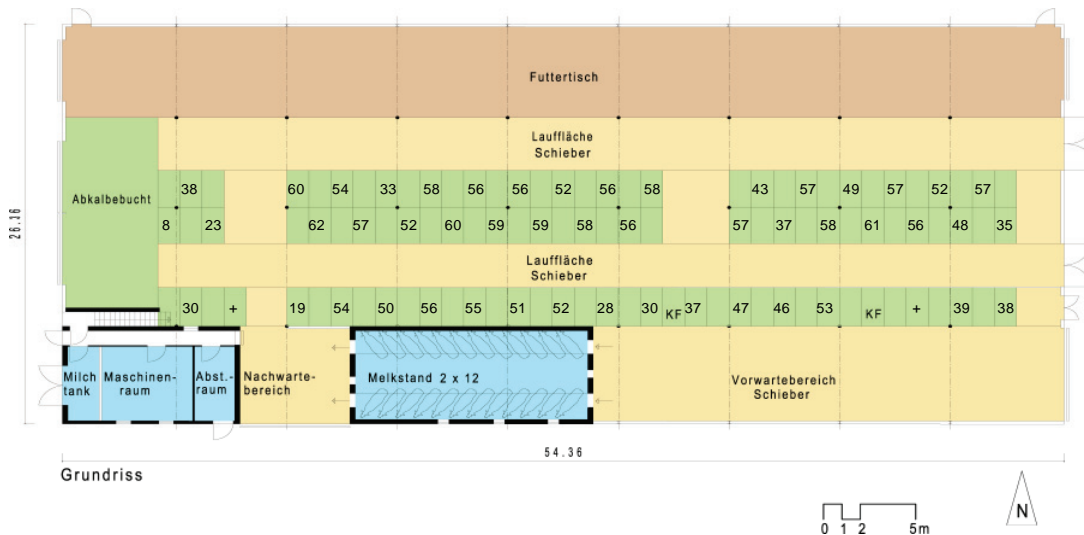 Futtertisch
Lauffläche
Schieber
Abkalbebucht
38 60 54 33 58 56 56 52 56 58 43 57 49 57 52 57
8 23 62 57 52 60 59 59 58 56 57 37 58 61 56 48 35
26.16
Lauffläche
Schieber
30 + 19 54 50 56 55 51 52 28 30 KF 37 47 46 53 KF + 39 38
Milch
tank
Maschinen-
raum
Abst.-
raum
Nachwarte-
bereich
Melkstand 2 x 12
Vorwartebereich
Schieber
54.36
Grundriss
0 1 2 5m
N